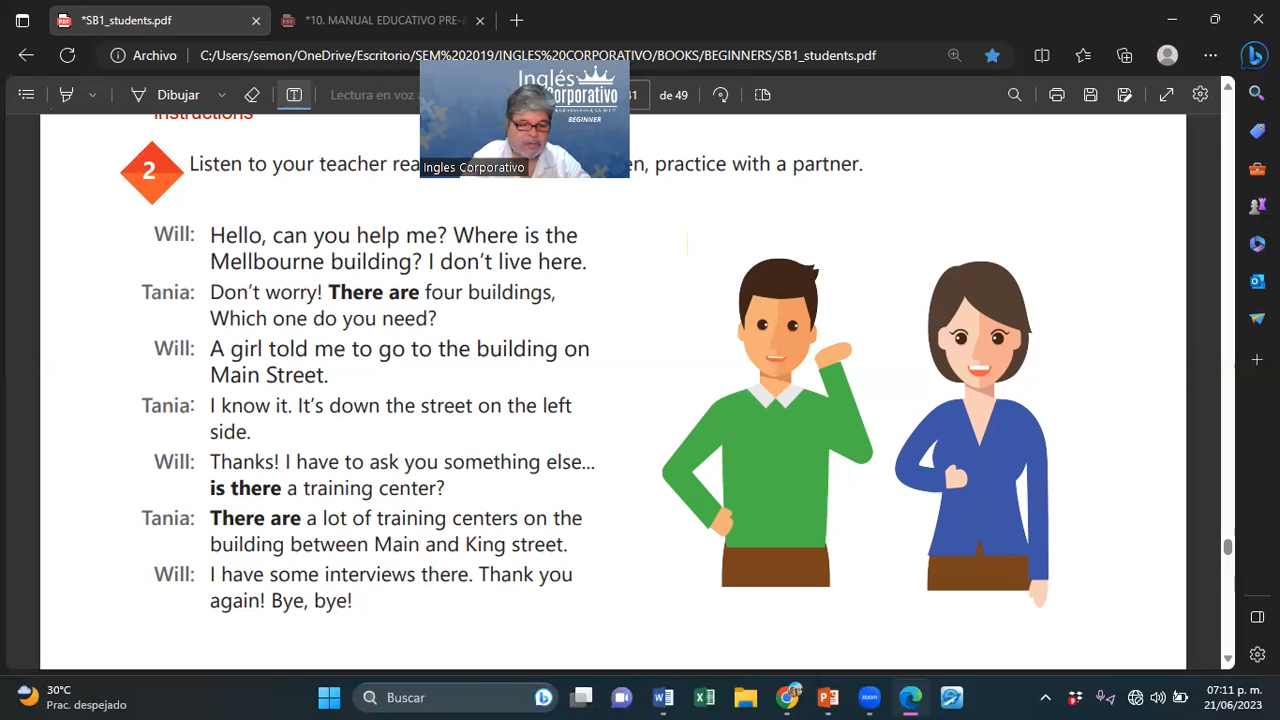 *SB1_students.pdf
*10. MANUAL EDUCATIVO PRE-
Archivo
C:/Users/semon/OneDrive/Escritorio/SEM%202019/INGLES%20CORPORATIVO/BOOKS/BEGINNERS/SB1_students.pdf
Dibujar
Lectura en voz
de 49
Inglés
Corporativo
BEGINNER
Ingles Corporativo
Instructions
2
Listen to your teacher
practice with a partner.
Will: Hello, can you help me? Where is the
Mellbourne building? I don't live here.
Tania: Don't worry! There are four buildings,
Which one do you need?
Will: A girl told me to go to the building on
Main Street.
Tania: I know it. It's down the street on the left
side.
Will: Thanks! I have to ask you something else...
is there a training center?
Tania: There are a lot of training centers on the
building between Main and King street.
Will: I have some interviews there. Thank you
again! Bye, bye!
30°C
Prac. despejado
Buscar
07:11 p. m.
21/06/2023